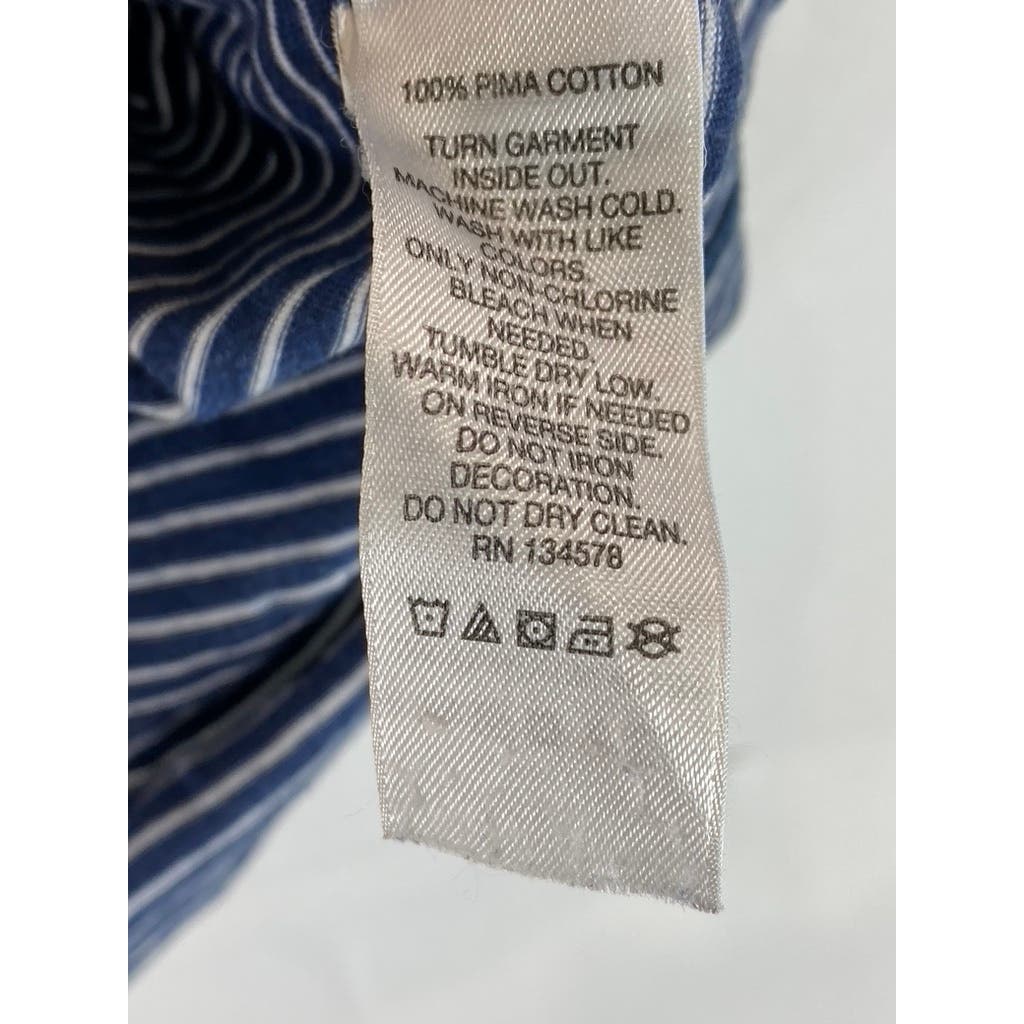 100% PIMA COTTON
TURN GARMENT
INSIDE OUT.
MACHINE WASH COLD.
WASH WITH LIKE
COLORS.
ONLY NON-CHLORINE
BLEACH WHEN
NEEDED.
TUMBLE DRY LOW.
WARM IRON IF NEEDED
ON REVERSE SIDE.
DO NOT IRON
DECORATION.
DO NOT DRY CLEAN.
RN 134578